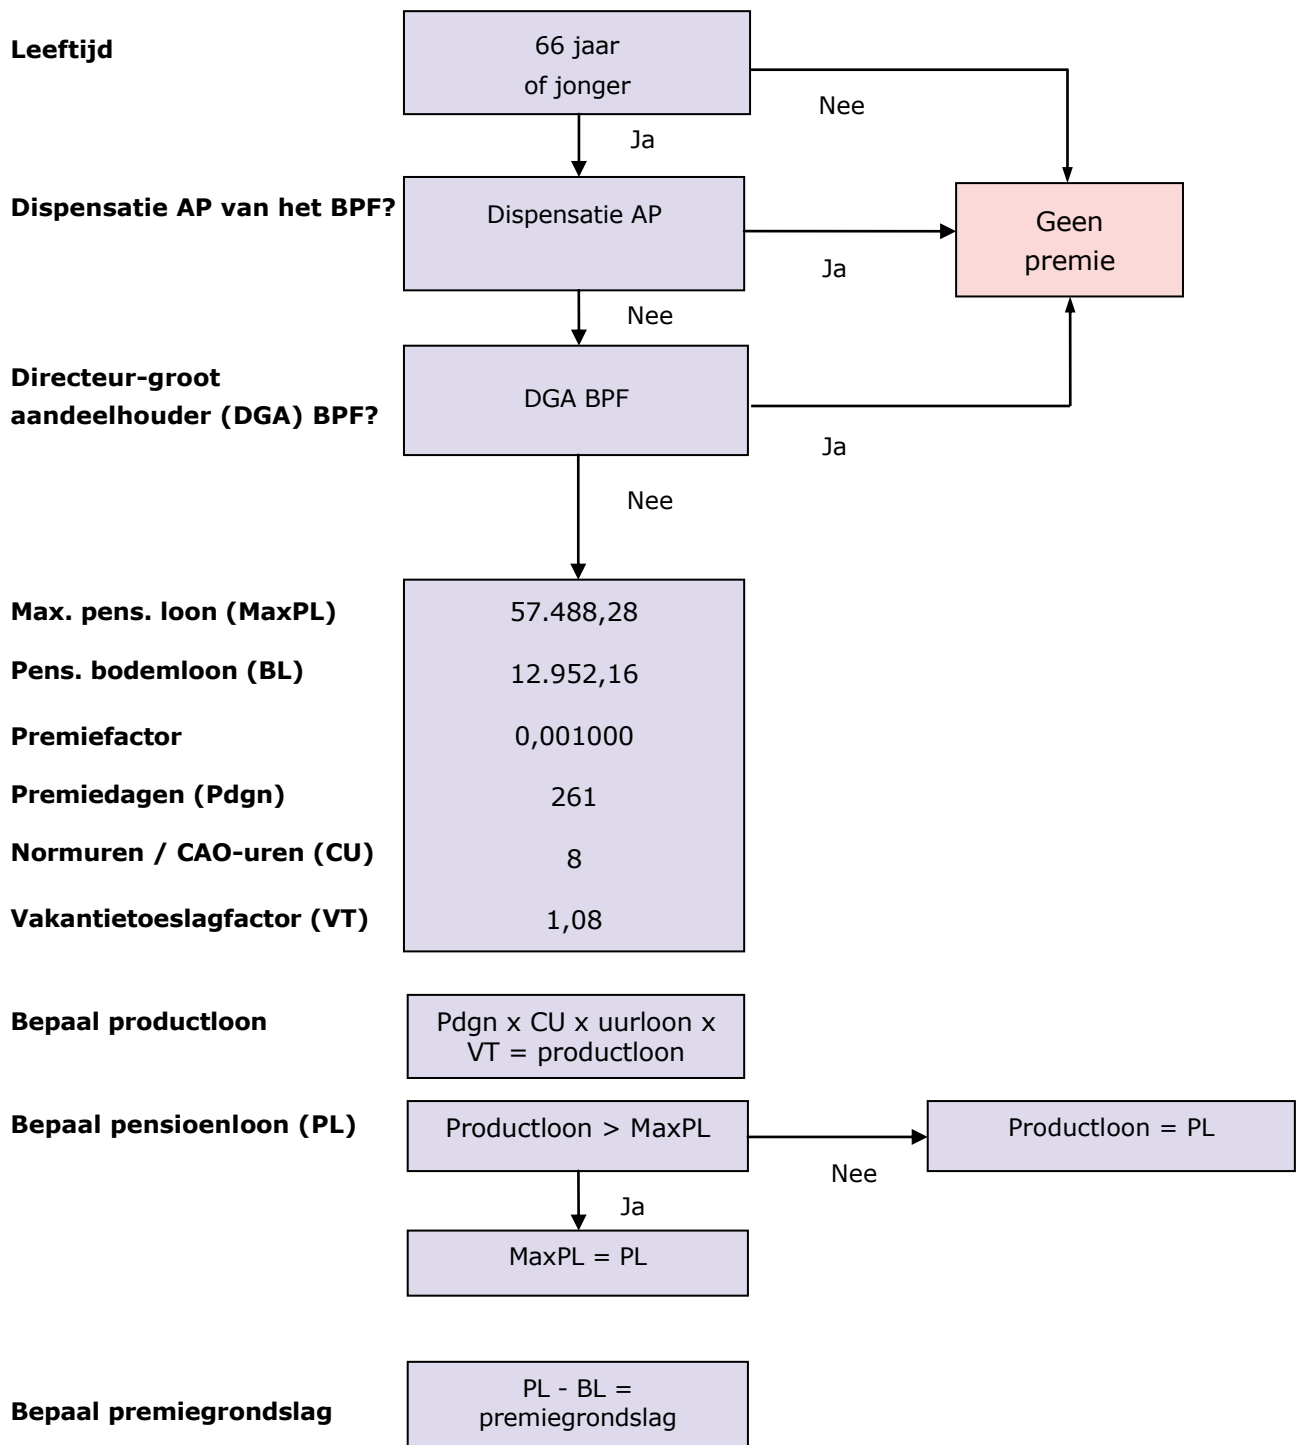 Leeftijd
66 jaar
of jonger
Nee
Ja
Dispensatie AP van het BPF?
Dispensatie AP
Ja
Geen
premie
Nee
Directeur-groot
aandeelhouder (DGA) BPF?
DGA BPF
Ja
Nee
Max. pens. loon (MaxPL)
57.488,28
Pens. bodemloon (BL)
12.952,16
Premiefactor
0,001000
Premiedagen (Pdgn)
261
Normuren / CAO-uren (CU)
8
Vakantietoeslagfactor (VT)
1,08
Bepaal productloon
Pdgn x CU x uurloon x
VT = productloon
Bepaal pensioenloon (PL)
Productloon > MaxPL
Nee
Productloon = PL
Ja
MaxPL = PL
Bepaal premiegrondslag
PL - BL =
premiegrondslag